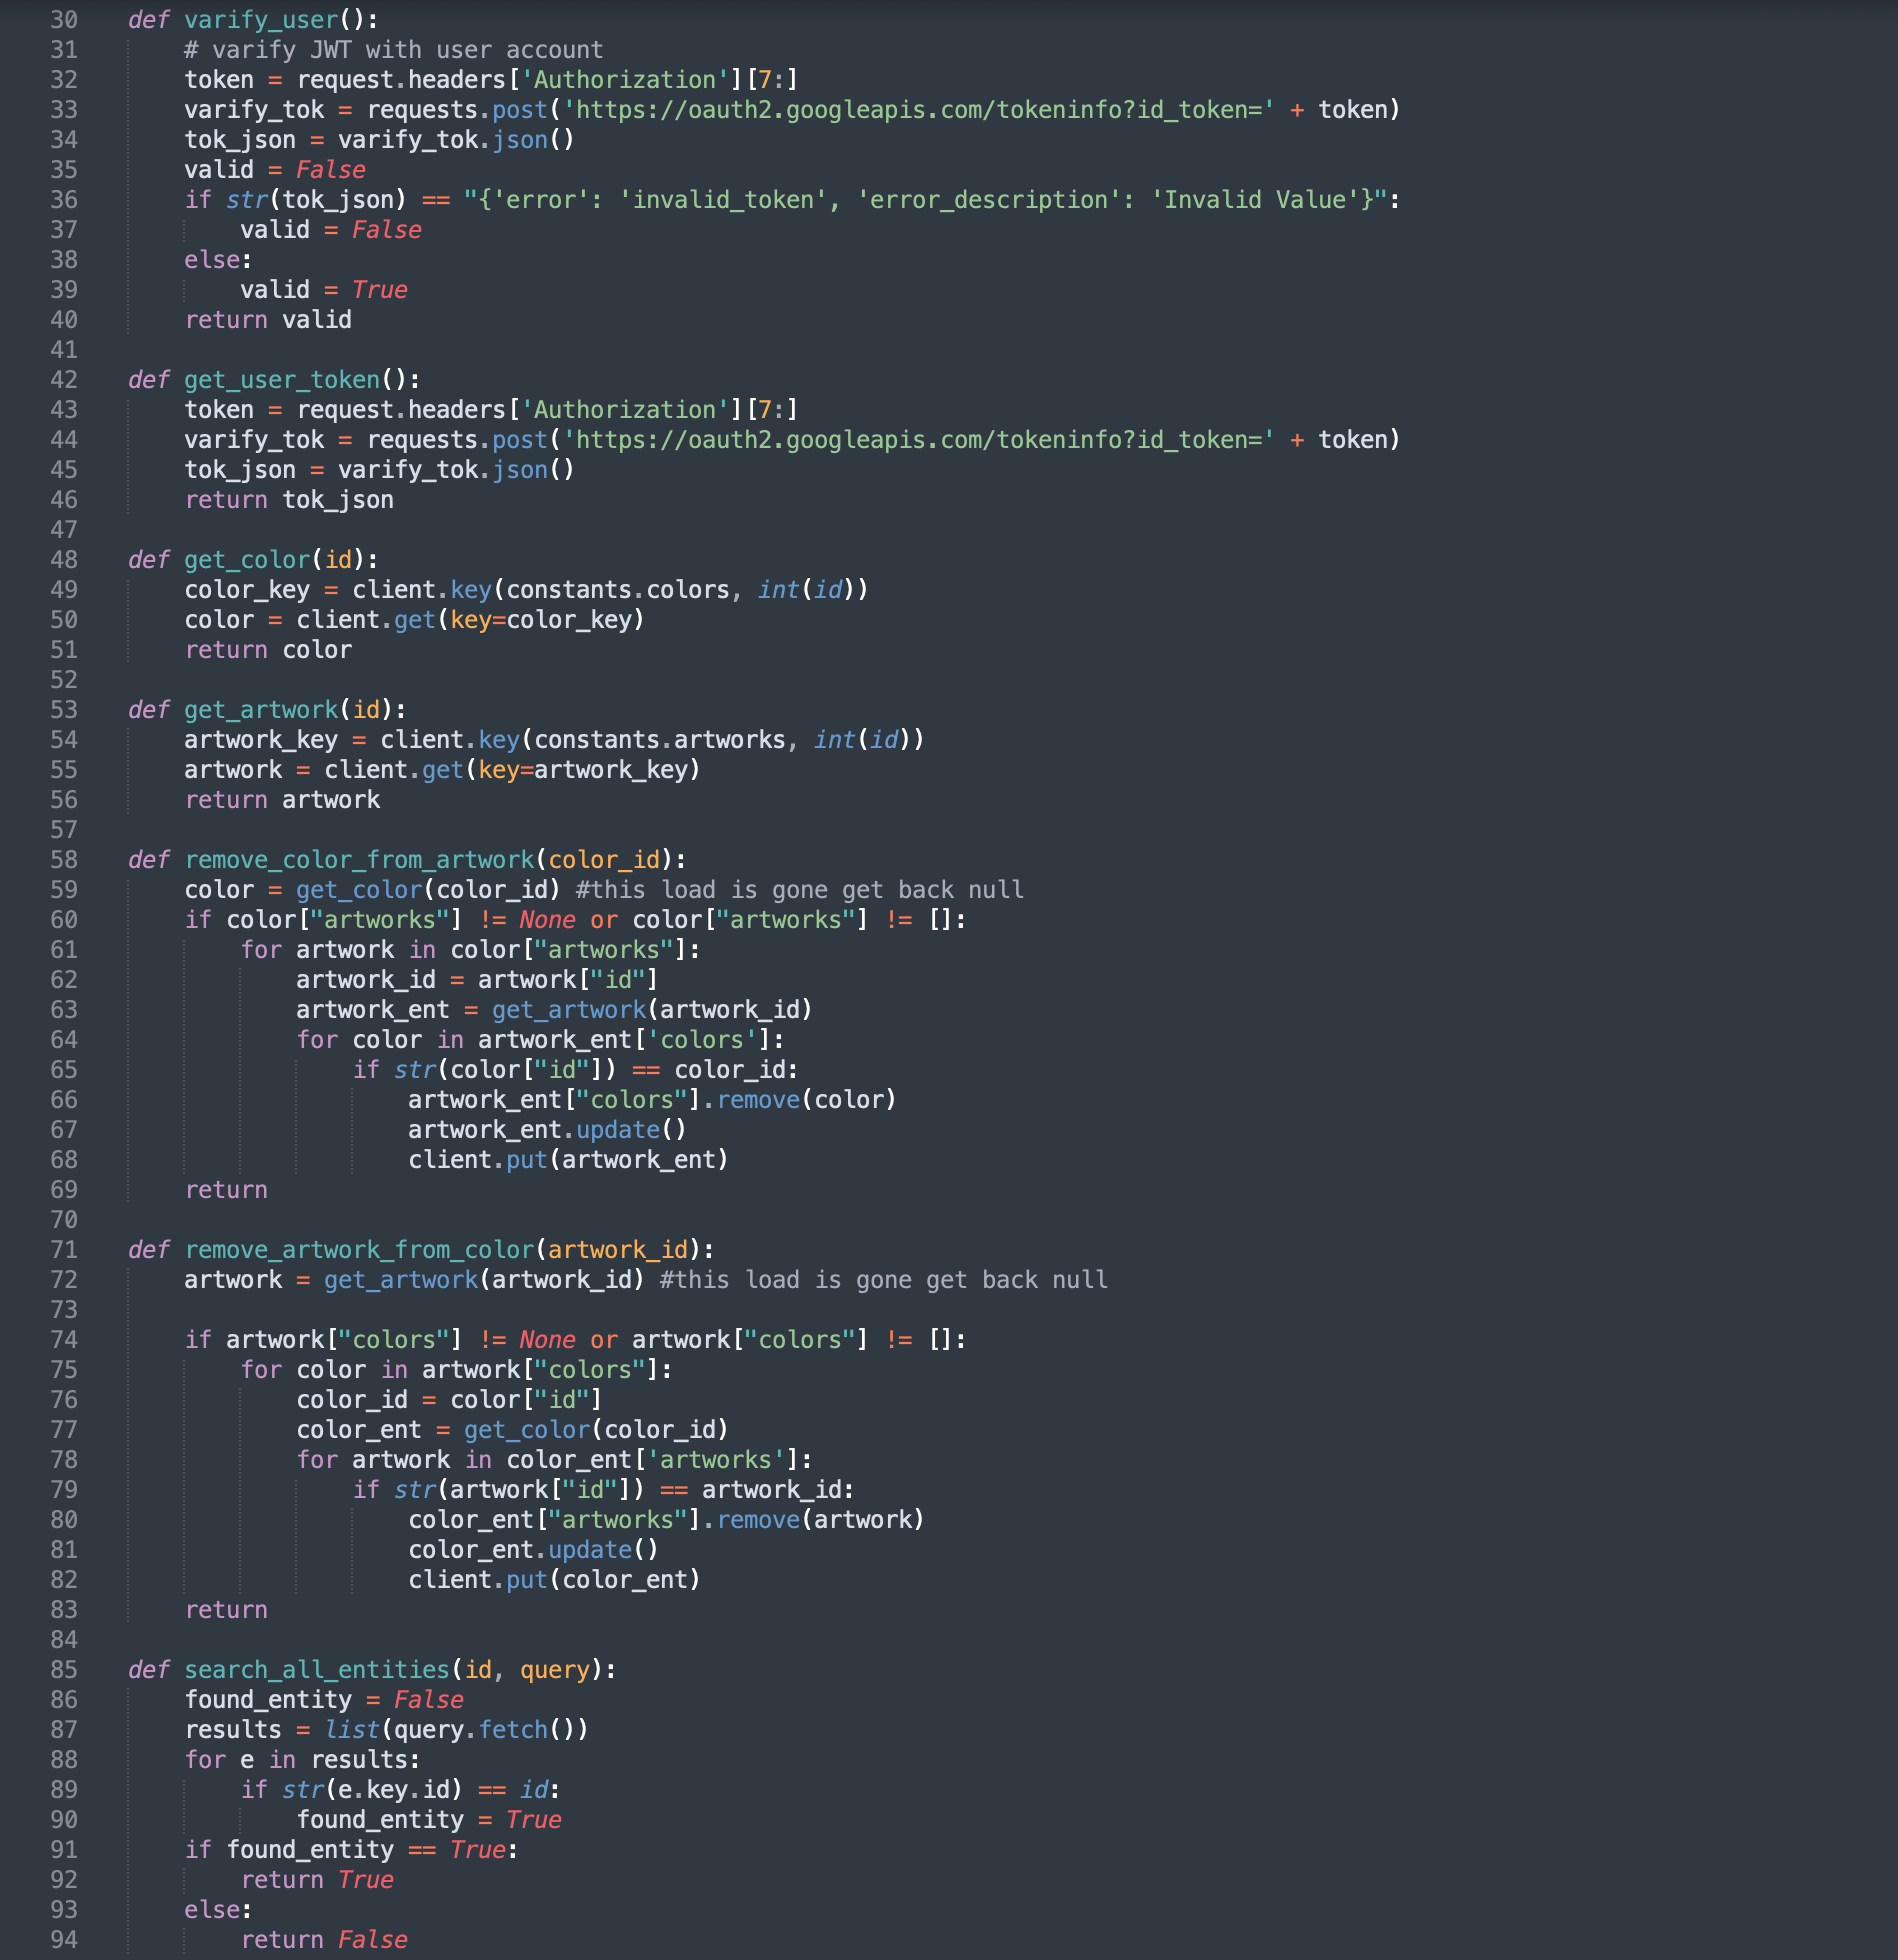 30 def varify_user():
31     # varify JWT with user account
32     token = request.headers['Authorization'][7:]
33     varify_tok = requests.post('https://oauth2.googleapis.com/tokeninfo?id_token=' + token)
34     tok_json = varify_tok.json()
35     valid = False
36     if str(tok_json) == "{'error': 'invalid_token', 'error_description': 'Invalid Value'}":
37         valid = False
38     else:
39         valid = True
40     return valid
41
42 def get_user_token():
43     token = request.headers['Authorization'][7:]
44     varify_tok = requests.post('https://oauth2.googleapis.com/tokeninfo?id_token=' + token)
45     tok_json = varify_tok.json()
46     return tok_json
47
48 def get_color(id):
49     color_key = client.key(constants.colors, int(id))
50     color = client.get(key=color_key)
51     return color
52
53 def get_artwork(id):
54     artwork_key = client.key(constants.artworks, int(id))
55     artwork = client.get(key=artwork_key)
56     return artwork
57
58 def remove_color_from_artwork(color_id):
59     color = get_color(color_id) #this load is gone get back null
60     if color["artworks"] != None or color["artworks"] != []:
61         for artwork in color["artworks"]:
62             artwork_id = artwork["id"]
63             artwork_ent = get_artwork(artwork_id)
64             for color in artwork_ent['colors']:
65                 if str(color["id"]) == color_id:
66                     artwork_ent["colors"].remove(color)
67                     artwork_ent.update()
68                     client.put(artwork_ent)
69     return
70
71 def remove_artwork_from_color(artwork_id):
72     artwork = get_artwork(artwork_id) #this load is gone get back null
73
74     if artwork["colors"] != None or artwork["colors"] != []:
75         for color in artwork["colors"]:
76             color_id = color["id"]
77             color_ent = get_color(color_id)
78             for artwork in color_ent['artworks']:
79                 if str(artwork["id"]) == artwork_id:
80                     color_ent["artworks"].remove(artwork)
81                     color_ent.update()
82                     client.put(color_ent)
83     return
84
85 def search_all_entities(id, query):
86     found_entity = False
87     results = list(query.fetch())
88     for e in results:
89         if str(e.key.id) == id:
90             found_entity = True
91     if found_entity == True:
92         return True
93     else:
94         return False